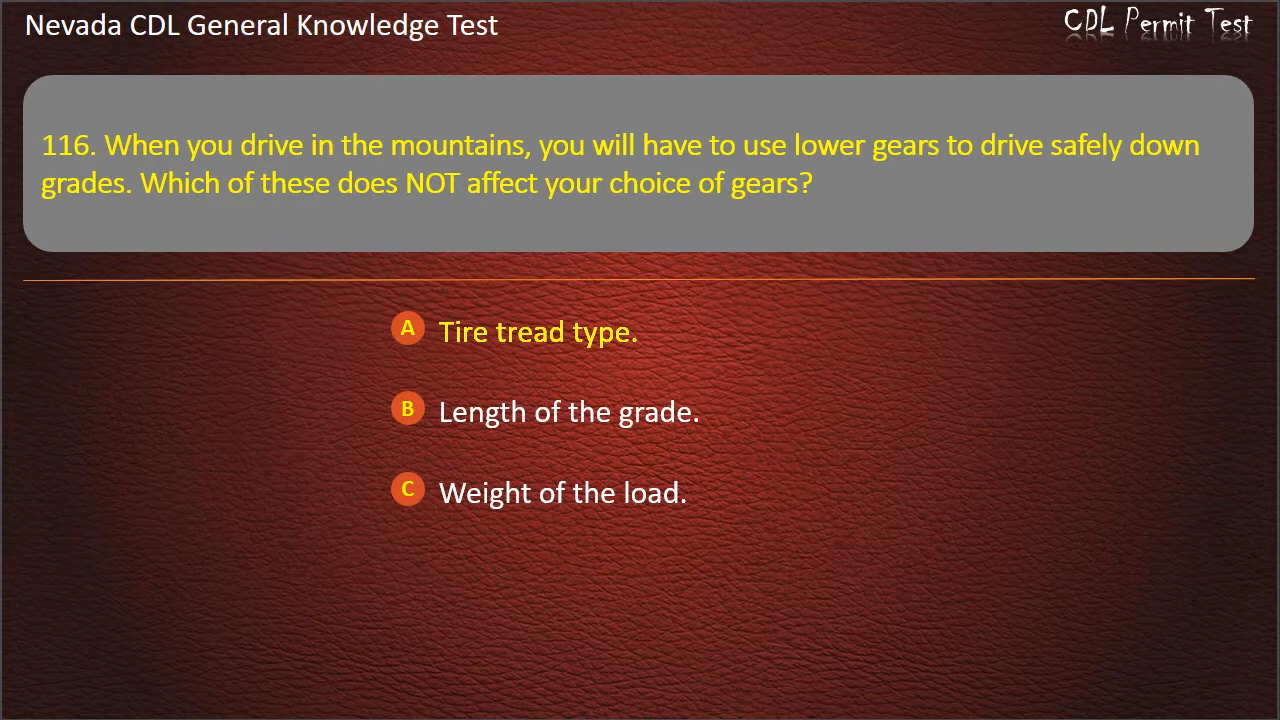 Nevada CDL General Knowledge Test
CDL Permit Test
116. When you drive in the mountains, you will have to use lower gears to drive safely down
grades. Which of these does NOT affect your choice of gears?
A Tire tread type.
B Length of the grade.
C Weight of the load.